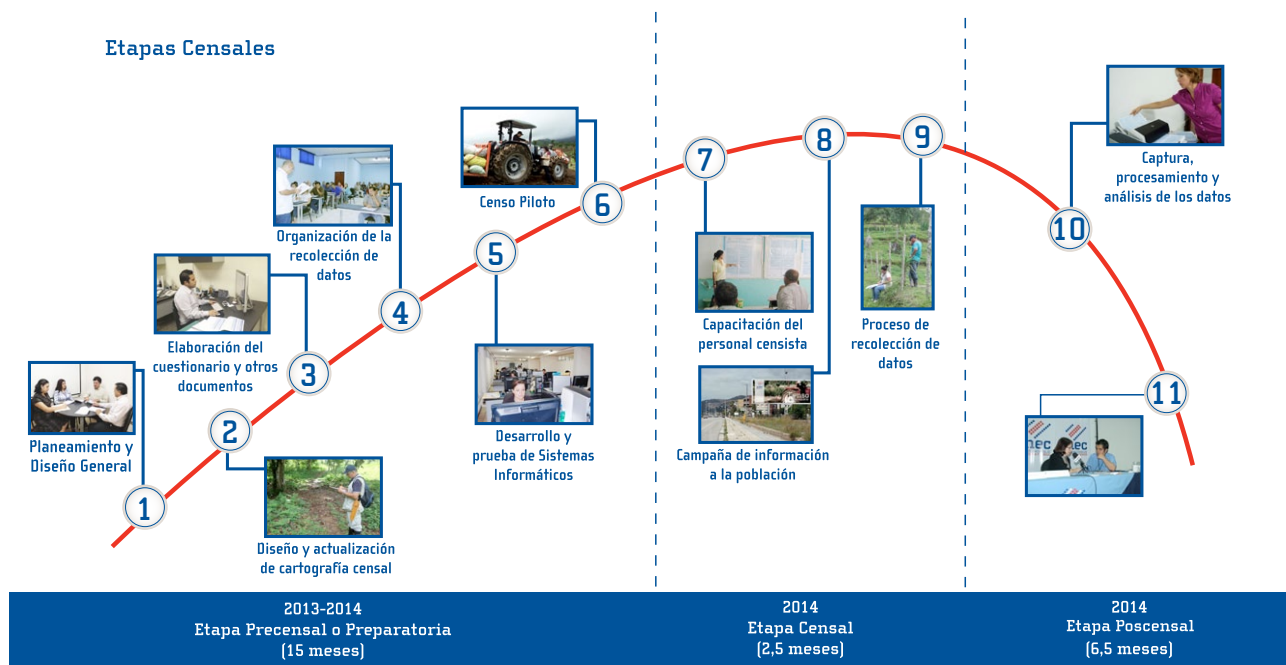 Etapas Censales
1
Planeamiento y
Diseño General
2
Diseño y actualización
de cartografía censal
3
Elaboración del
cuestionario y otros
documentos
4
Organización de la
recolección de
datos
5
Desarrollo y
prueba de Sistemas
Informáticos
6
Censo Piloto
7
Capacitación del
personal censista
8
Campaña de información
a la población
9
Proceso de
recolección de
datos
10
Captura,
procesamiento y
análisis de los datos
11
inec
2013-2014
Etapa Precensal o Preparatoria
(15 meses)
2014
Etapa Censal
(2,5 meses)
2014
Etapa Poscensal
(6,5 meses)